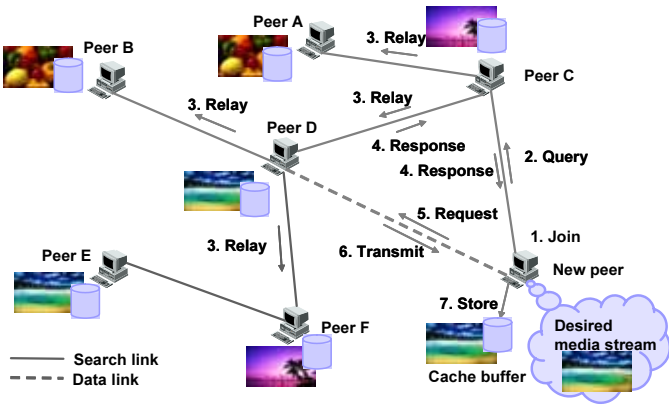 Peer A
Peer B
3. Relay
Peer C
3. Relay
3. Relay
Peer D
4. Response
4. Response
2. Query
5. Request
3. Relay
6. Transmit
1. Join
Peer E
New peer
7. Store
Peer F
Desired
media stream
Search link
Cache buffer
Data link